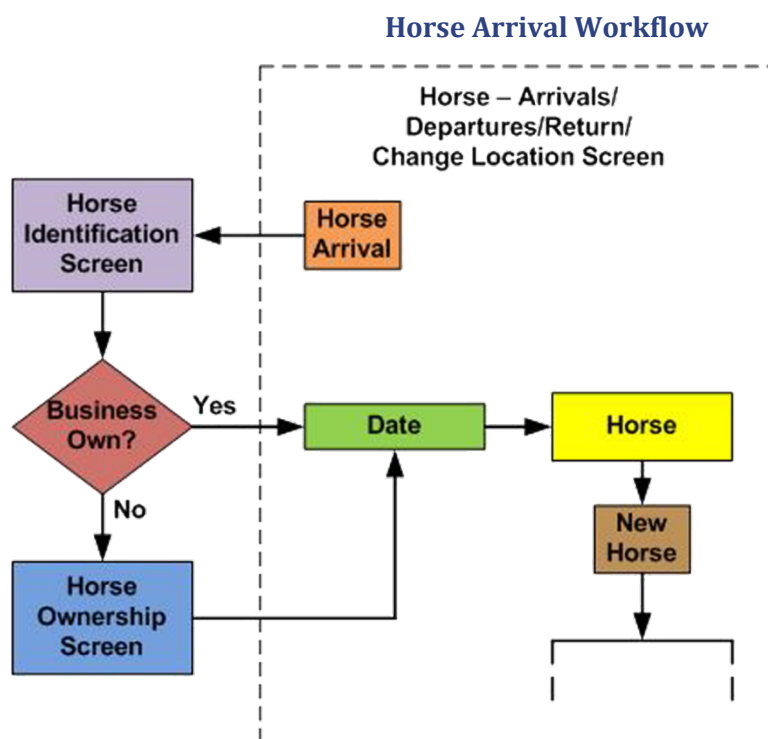 Horse Arrival Workflow
Horse – Arrivals/
Departures/Return/
Change Location Screen
Horse
Identification
Screen
Horse
Arrival
Business
Own?
Yes
Date
Horse
No
New
Horse
Horse
Ownership
Screen